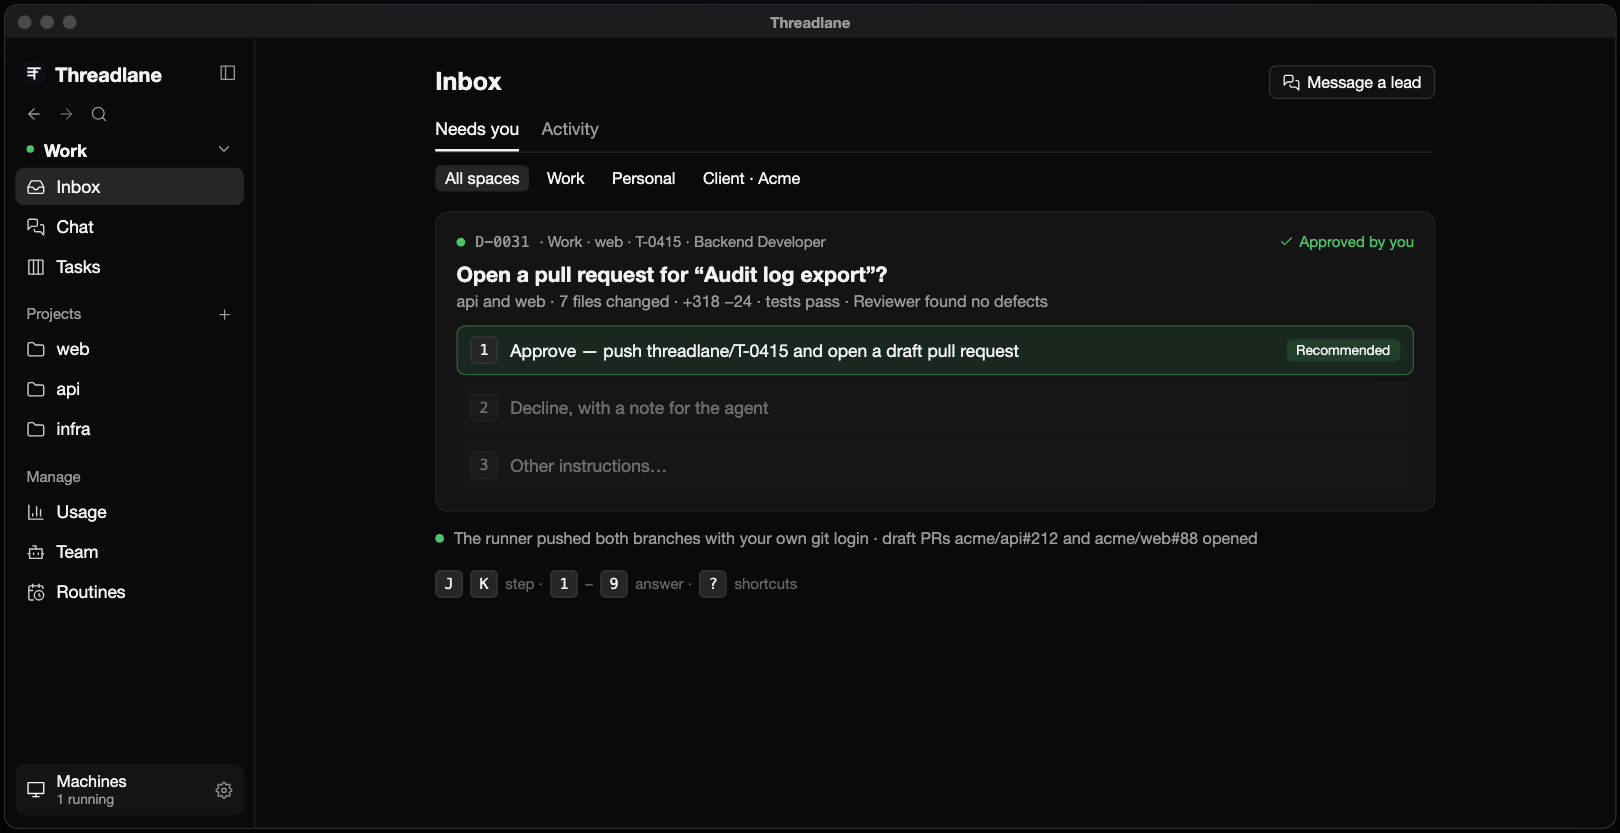 Threadlane
Threadlane
Work
Inbox
Chat
Tasks
Projects
web
api
infra
Manage
Usage
Team
Routines
Machines
1 running
Inbox
Message a lead
Needs you Activity
All spaces Work Personal Client · Acme
D-0031 · Work · web · T-0415 · Backend Developer
Approved by you
Open a pull request for “Audit log export”?
api and web · 7 files changed · +318 −24 · tests pass · Reviewer found no defects
1 Approve — push threadlane/T-0415 and open a draft pull request Recommended
2 Decline, with a note for the agent
3 Other instructions…
The runner pushed both branches with your own git login · draft PRs acme/api#212 and acme/web#88 opened
J K step · 1 – 9 answer · ? shortcuts